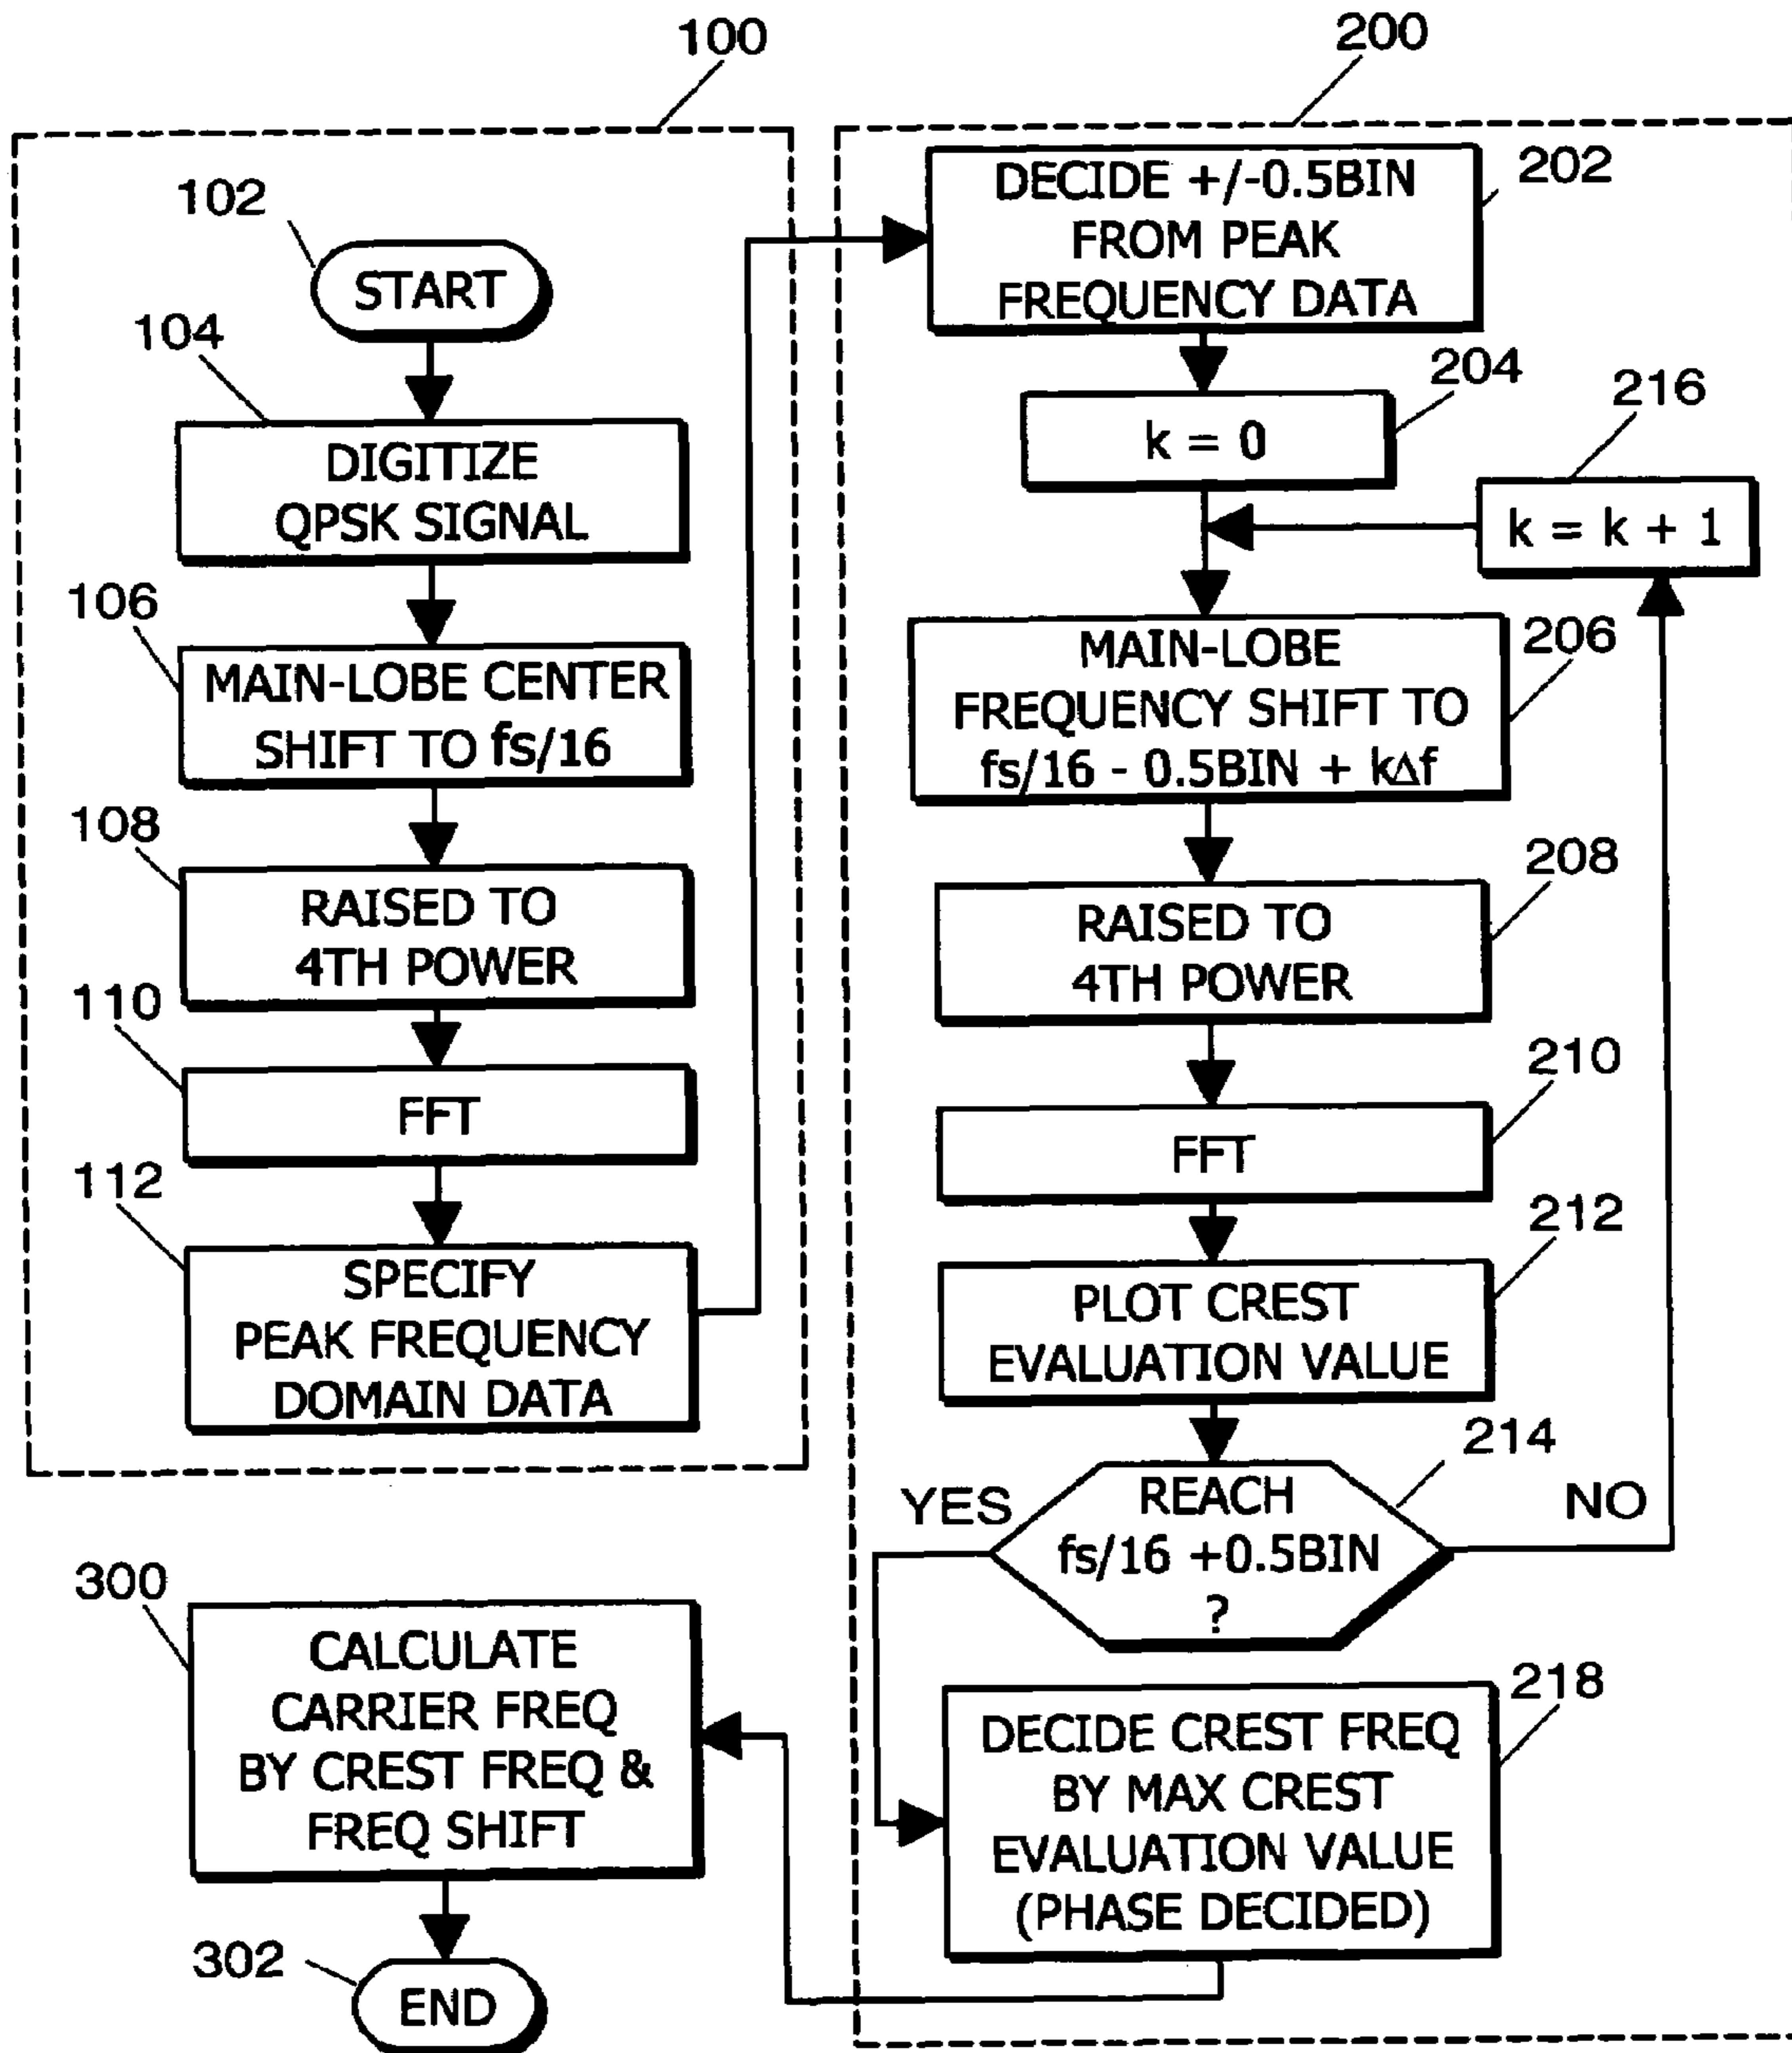 100
102
START
104
DIGITIZE
QPSK SIGNAL
106
MAIN-LOBE CENTER
SHIFT TO fs/16
108
RAISED TO
4TH POWER
110
FFT
112
SPECIFY
PEAK FREQUENCY
DOMAIN DATA
200
202
DECIDE +/-0.5BIN
FROM PEAK
FREQUENCY DATA
204
k = 0
216
k = k + 1
206
MAIN-LOBE
FREQUENCY SHIFT TO
fs/16 - 0.5BIN + kΔf
208
RAISED TO
4TH POWER
210
FFT
212
PLOT CREST
EVALUATION VALUE
214
YES
REACH
fs/16 +0.5BIN
?
NO
218
DECIDE CREST FREQ
BY MAX CREST
EVALUATION VALUE
(PHASE DECIDED)
300
CALCULATE
CARRIER FREQ
BY CREST FREQ &
FREQ SHIFT
302
END